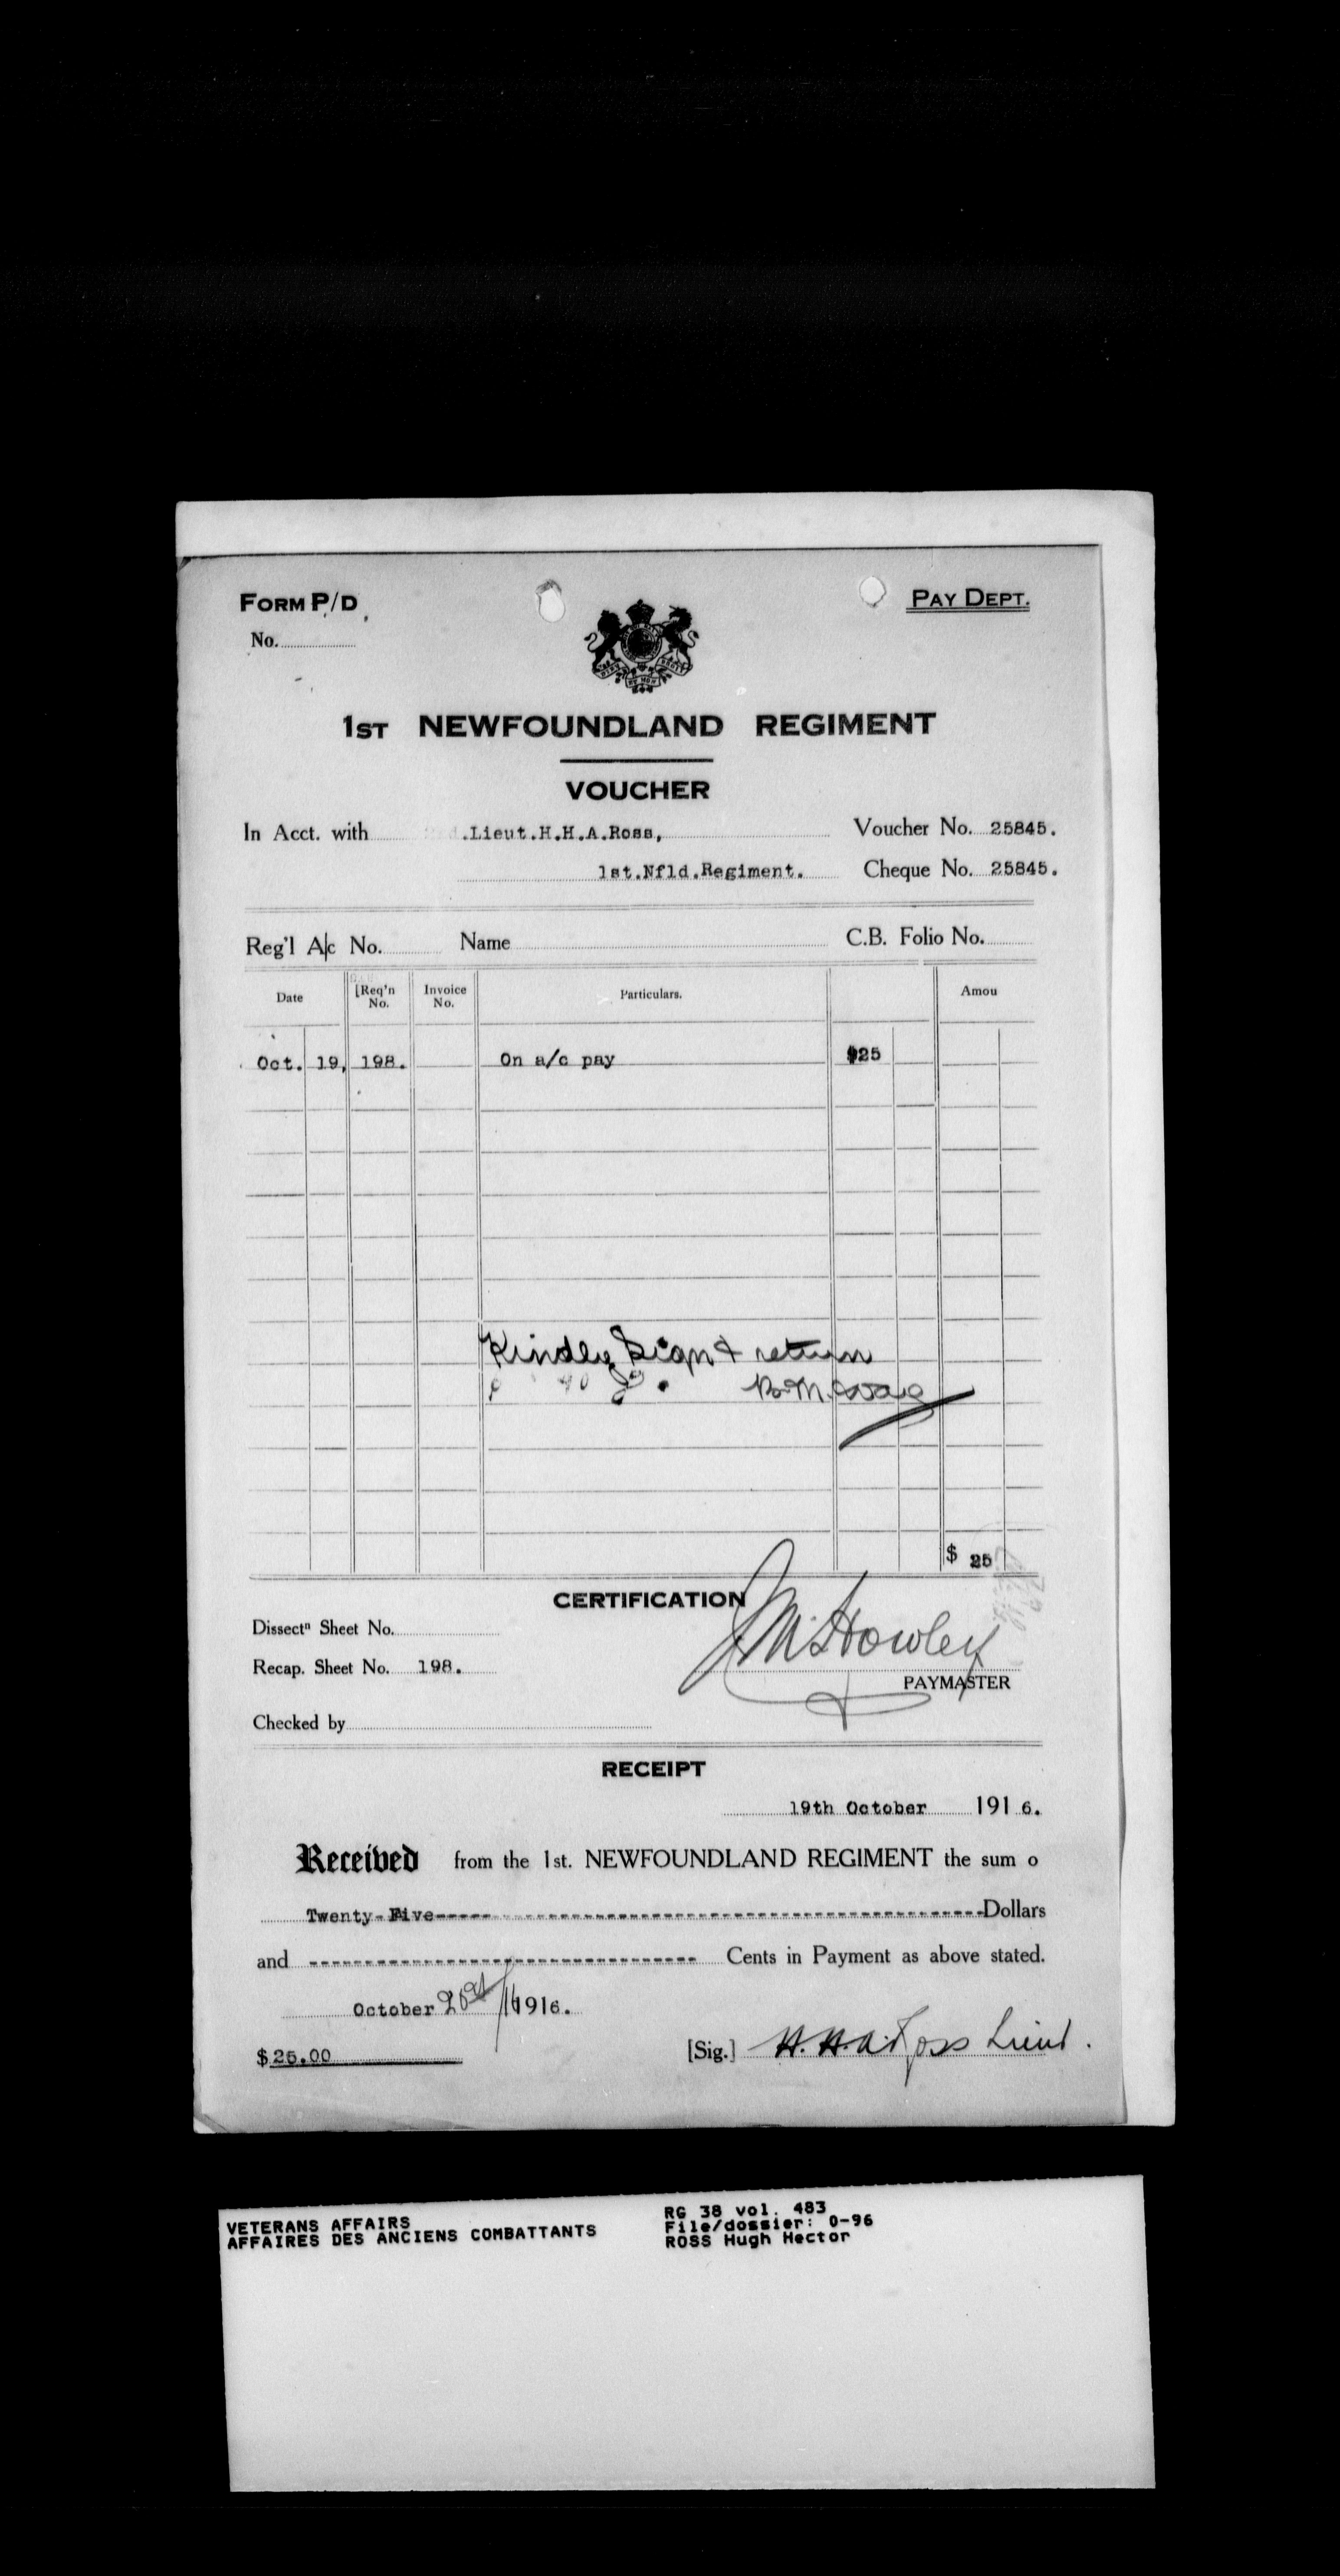 FORM P/D
PAY DEPT.
No.
1ST NEWFOUNDLAND REGIMENT
VOUCHER
In Acct. with .Lieut.H.H.A.Ross, Voucher No. 25845.
1st.Nfld.Regiment. Cheque No. 25845.
Reg'l A/c No. Name C.B. Folio No.
Date Req'n No. Invoice No. Particulars. Amou
Oct. 19, 198. On a/c pay $25
Kindly sign & return
$ 25
CERTIFICATION
Dissectn Sheet No.
J.M. Howley
Recap. Sheet No. 198.
PAYMASTER
Checked by
RECEIPT
19th October 1916.
Received from the 1st. NEWFOUNDLAND REGIMENT the sum o
Twenty-Five Dollars
and Cents in Payment as above stated.
October 1916.
$25.00 [Sig.] H.H.A. Ross Lieut.
VETERANS AFFAIRS
AFFAIRES DES ANCIENS COMBATTANTS
RG 38 vol. 483
File/dossier: 0-96
ROSS Hugh Hector